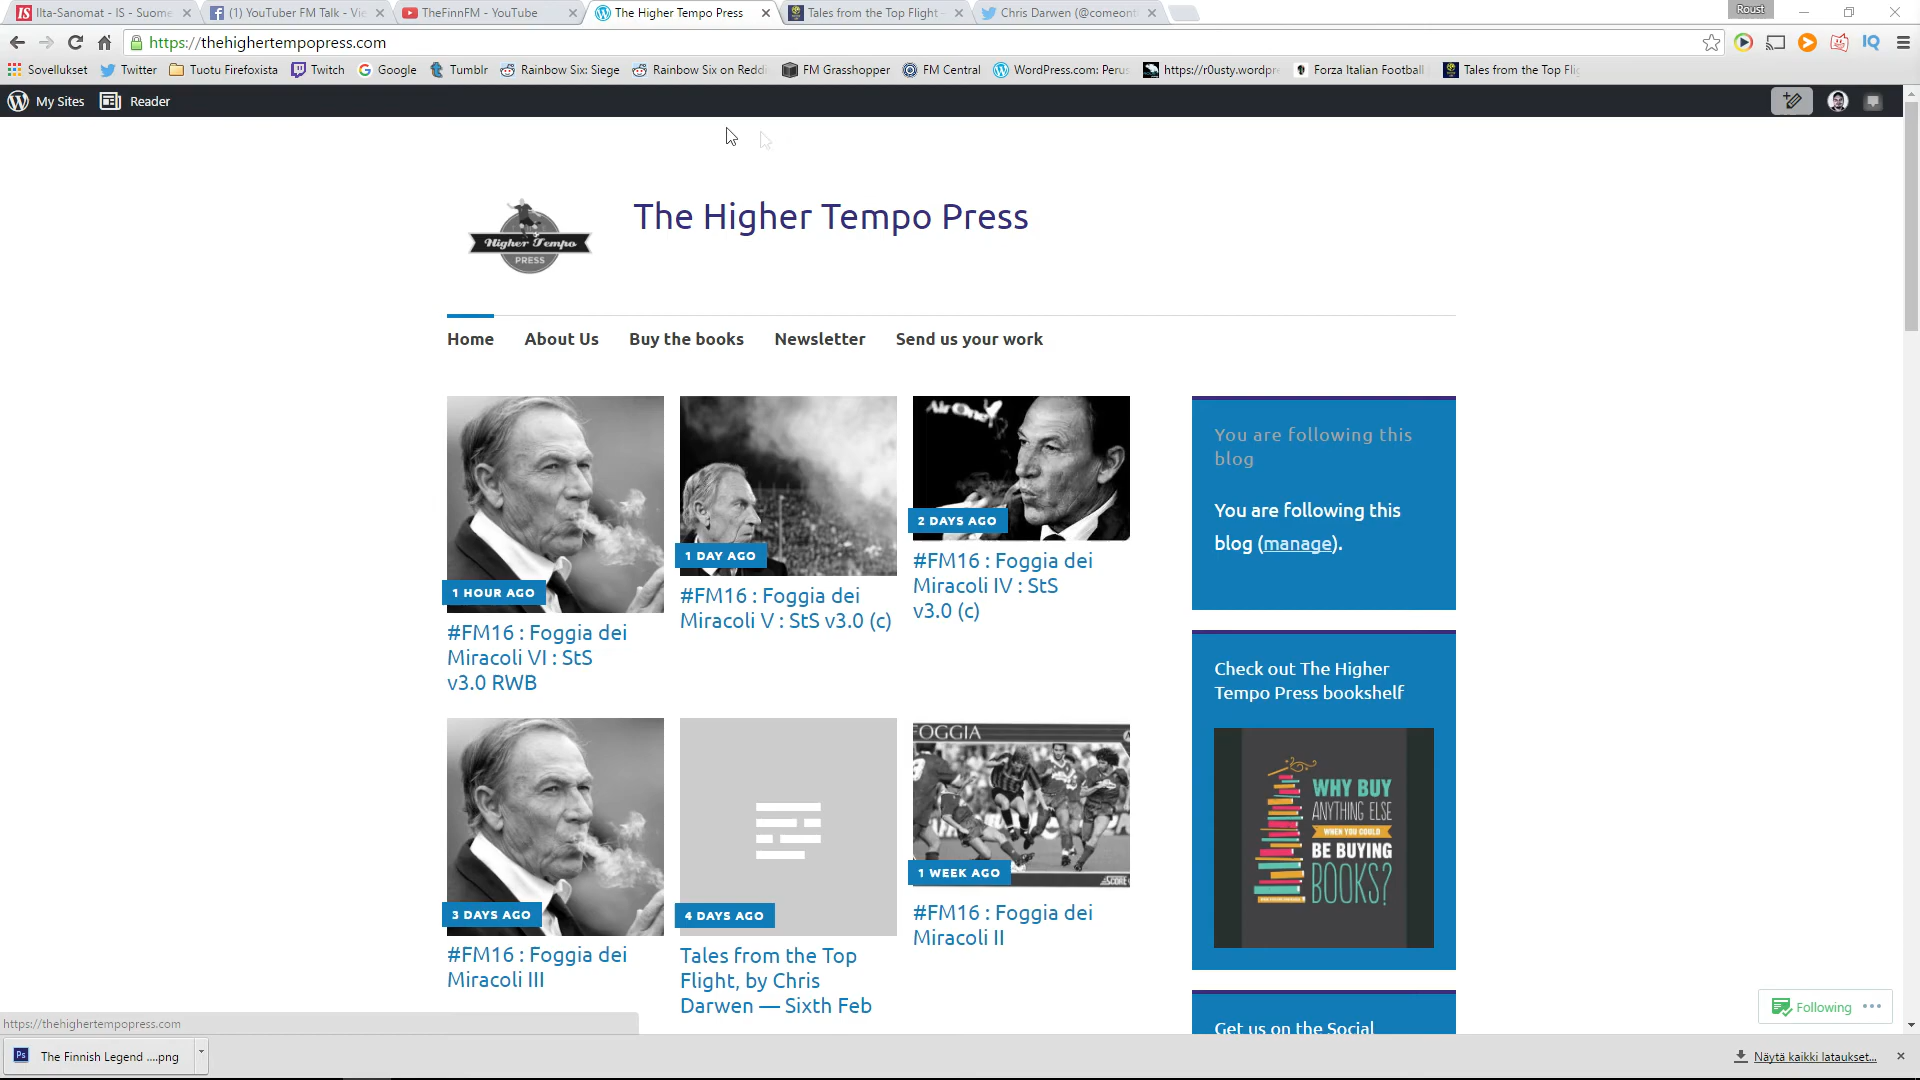 Ilta-Sanomat - IS - Suome
(1) YouTuber FM Talk - Vie
TheFinnFM - YouTube
The Higher Tempo Press
Tales from the Top Flight
Chris Darwen (@comeont
Roust
https://thehighertempopress.com
Sovellukset
Twitter
Tuotu Firefoxista
Twitch
Google
Tumblr
Rainbow Six: Siege
Rainbow Six on Reddi
FM Grasshopper
FM Central
WordPress.com: Perus
https://r0usty.wordpr
Forza Italian Football
Tales from the Top Flig
My Sites
Reader
Higher Tempo
PRESS
The Higher Tempo Press
Home
About Us
Buy the books
Newsletter
Send us your work
1 HOUR AGO
#FM16 : Foggia dei
Miracoli VI : StS
v3.0 RWB
1 DAY AGO
#FM16 : Foggia dei
Miracoli V : StS v3.0 (c)
Air One
2 DAYS AGO
#FM16 : Foggia dei
Miracoli IV : StS
v3.0 (c)
You are following this
blog
You are following this
blog (manage).
Check out The Higher
Tempo Press bookshelf
WHY BUY
ANYTHING ELSE
WHEN YOU COULD
BE BUYING
BOOKS?
3 DAYS AGO
#FM16 : Foggia dei
Miracoli III
4 DAYS AGO
Tales from the Top
Flight, by Chris
Darwen — Sixth Feb
FOGGIA
SCORE
1 WEEK AGO
#FM16 : Foggia dei
Miracoli II
Get us on the Social
Following
https://thehighertempopress.com
Ps
The Finnish Legend ....png
Näytä kaikki lataukset...